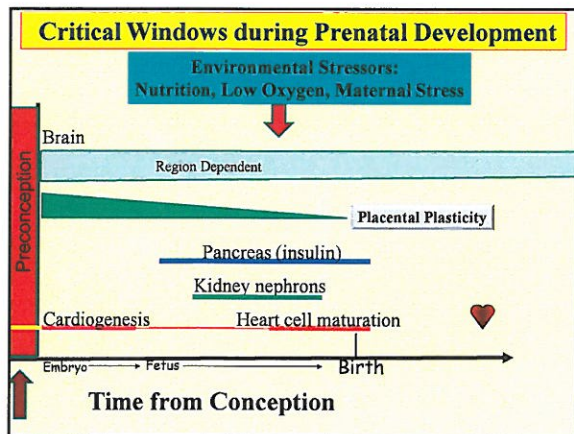 Critical Windows during Prenatal Development
Environmental Stressors:
Nutrition, Low Oxygen, Maternal Stress
Preconception
Brain
Region Dependent
Placental Plasticity
Pancreas (insulin)
Kidney nephrons
Cardiogenesis
Heart cell maturation
Embryo
Fetus
Birth
Time from Conception